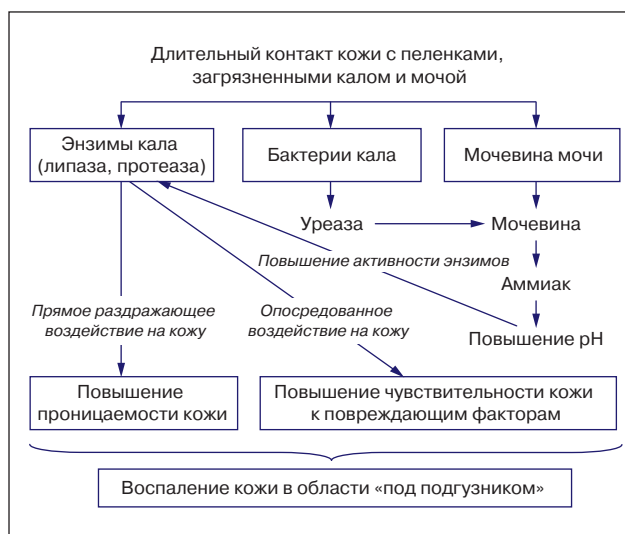 Длительный контакт кожи с пеленками,
загрязненными калом и мочой
Энзимы кала
(липаза, протеаза)
Бактерии кала
Мочевина мочи
Уреаза
Мочевина
Повышение активности энзимов
Аммиак
Прямое раздражающее
воздействие на кожу
Опосредованное
воздействие на кожу
Повышение pH
Повышение
проницаемости кожи
Повышение чувствительности кожи
к повреждающим факторам
Воспаление кожи в области «под подгузником»